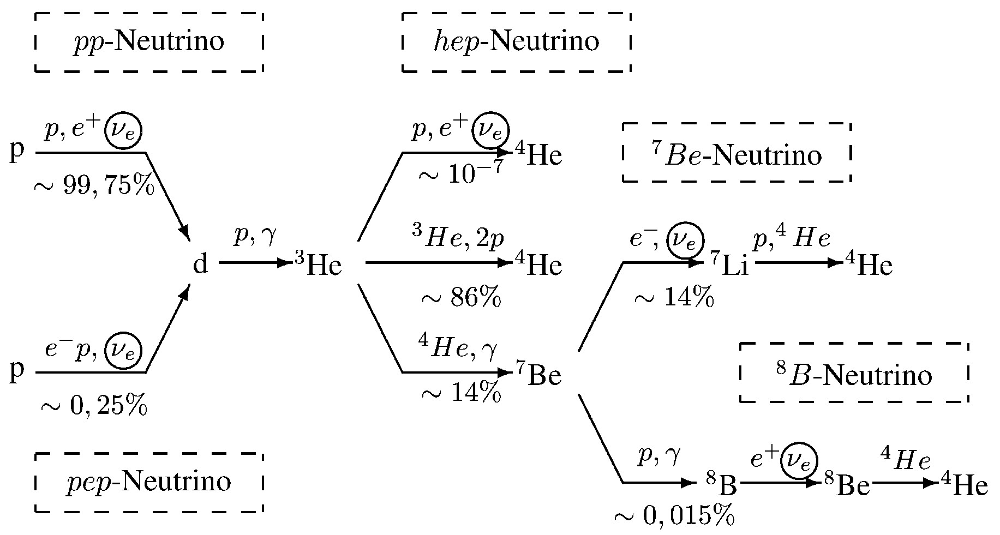 pp-Neutrino
hep-Neutrino
p, e⁺ νₑ
p
∼ 99, 75%
p, e⁺ νₑ
⁴He
∼ 10⁻⁷
⁷Be-Neutrino
d
p, γ
³He
³He, 2p
⁴He
∼ 86%
e⁻, νₑ
⁷Li
∼ 14%
p,⁴ He
⁴He
e⁻p, νₑ
p
∼ 0, 25%
⁴He, γ
⁷Be
∼ 14%
⁸B-Neutrino
pep-Neutrino
p, γ
⁸B
∼ 0, 015%
e⁺ νₑ
⁸Be
⁴He
⁴He